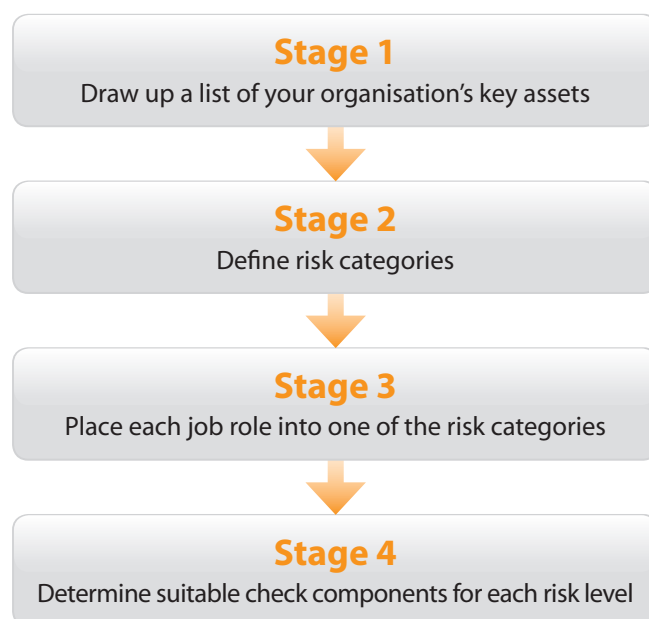 Stage 1
Draw up a list of your organisation’s key assets
Stage 2
Define risk categories
Stage 3
Place each job role into one of the risk categories
Stage 4
Determine suitable check components for each risk level